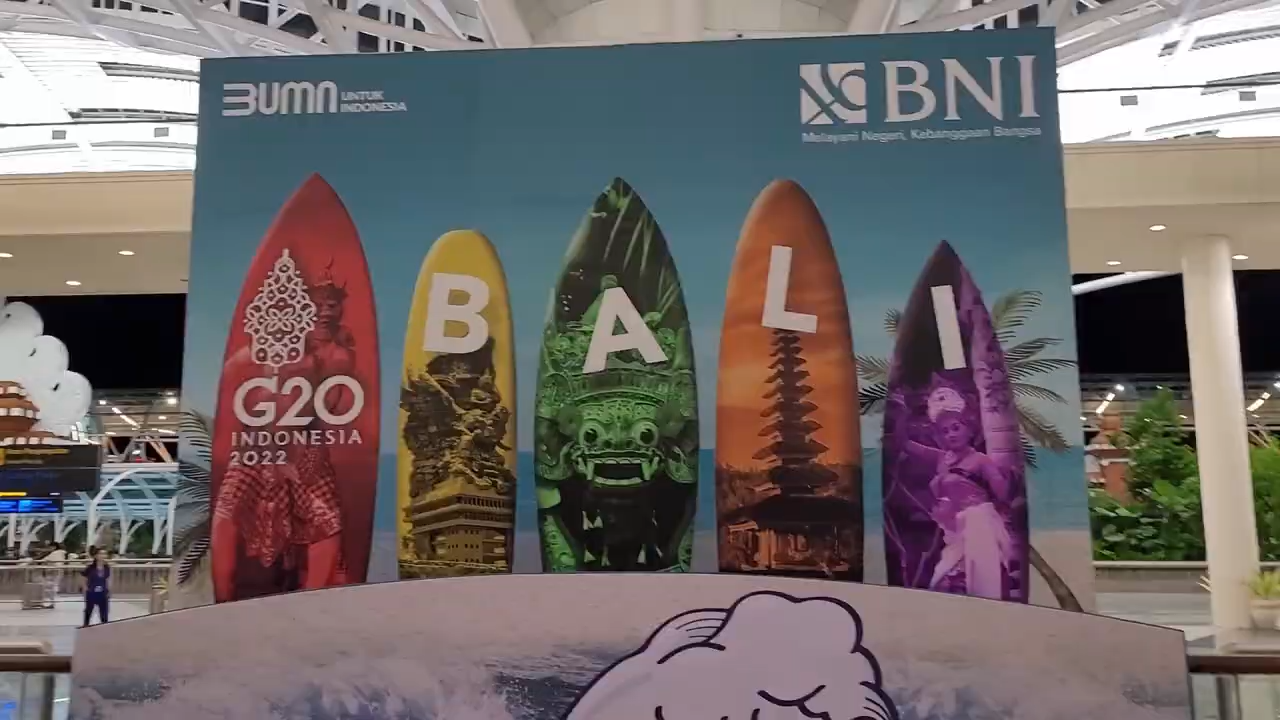 BUMN UNTUK INDONESIA
BNI
Melayani Negeri, Kebanggaan Bangsa
G20
INDONESIA
2022
B A L I